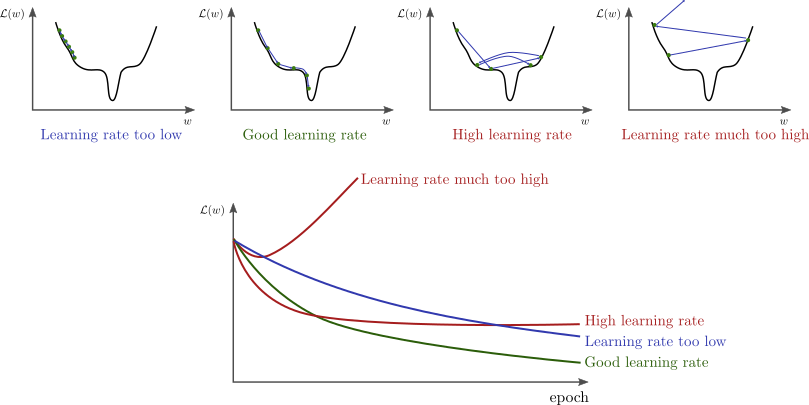 ℒ(w) ℒ(w) ℒ(w) ℒ(w)
w w w w
Learning rate too low Good learning rate High learning rate Learning rate much too high
Learning rate much too high
ℒ(w)
High learning rate
Learning rate too low
Good learning rate
epoch